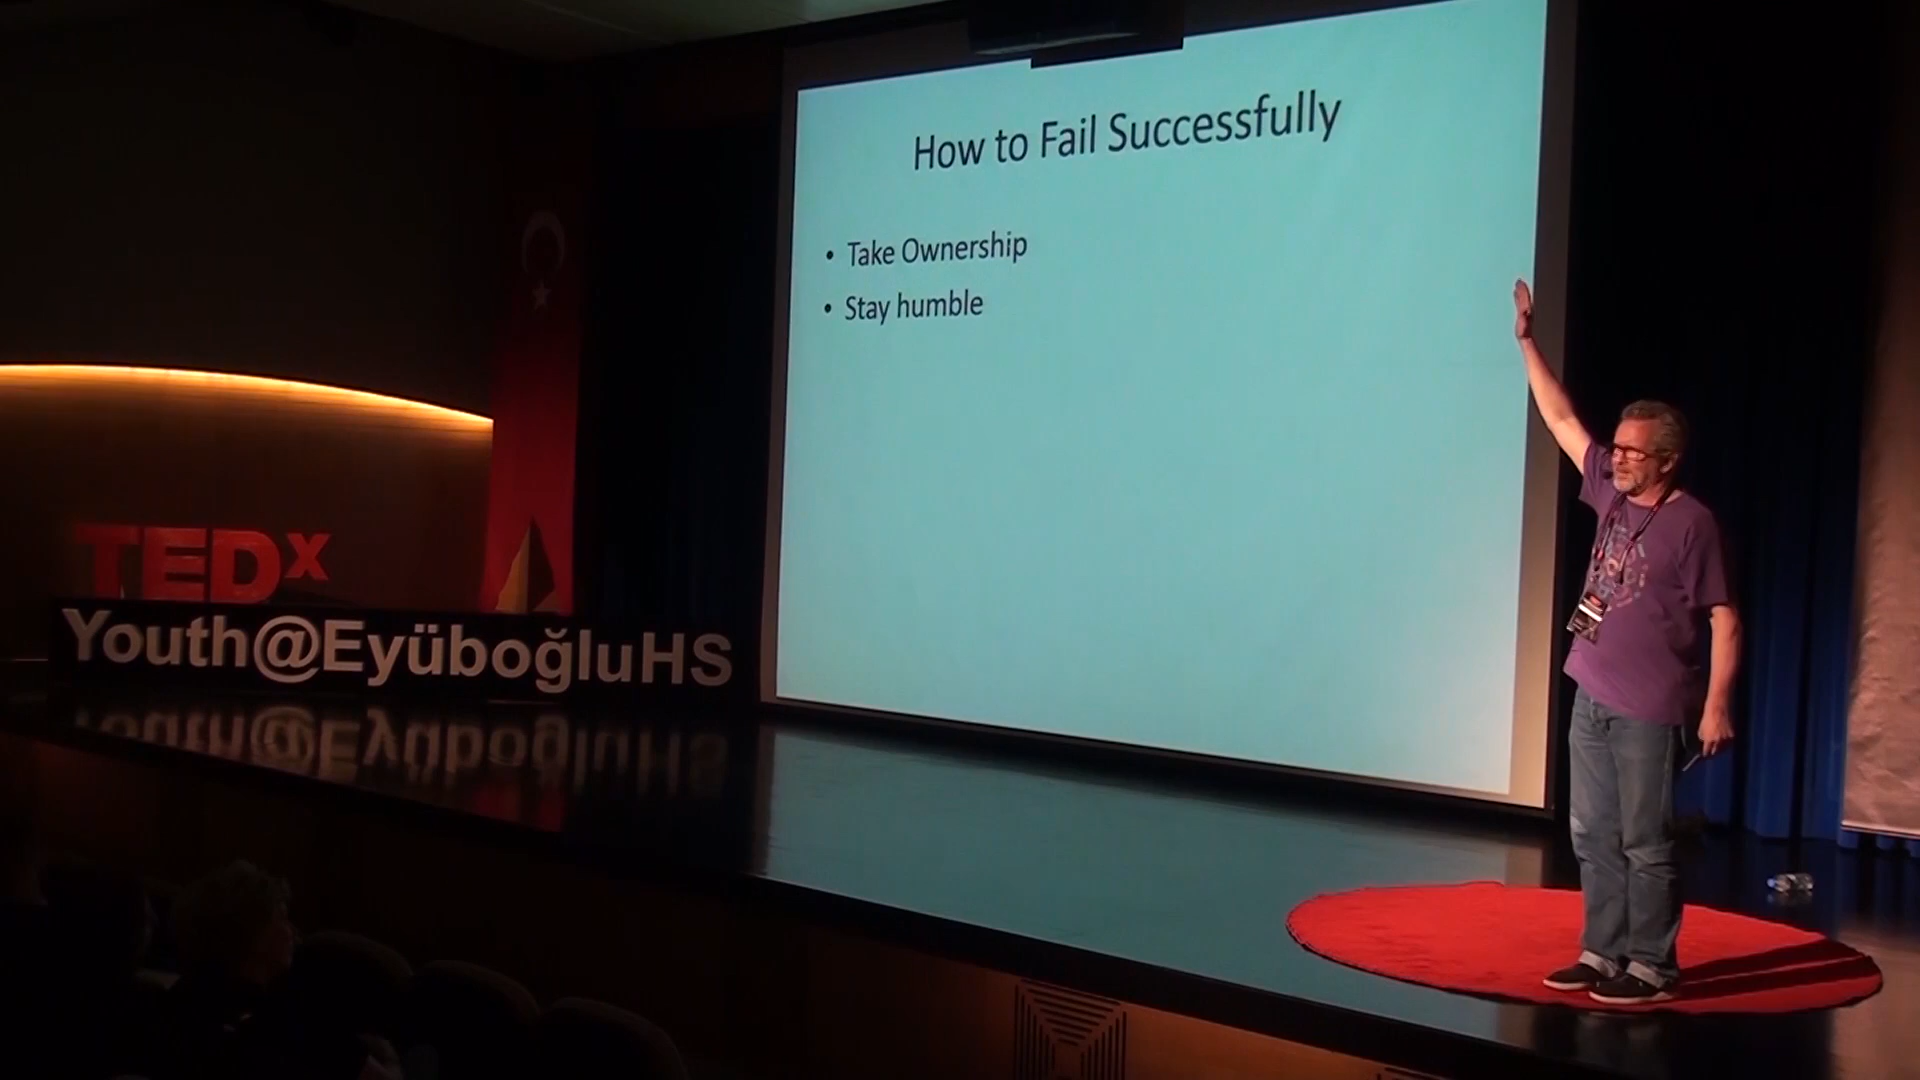 How to Fail Successfully
• Take Ownership
• Stay humble
TEDx
Youth@EyüboğluHS